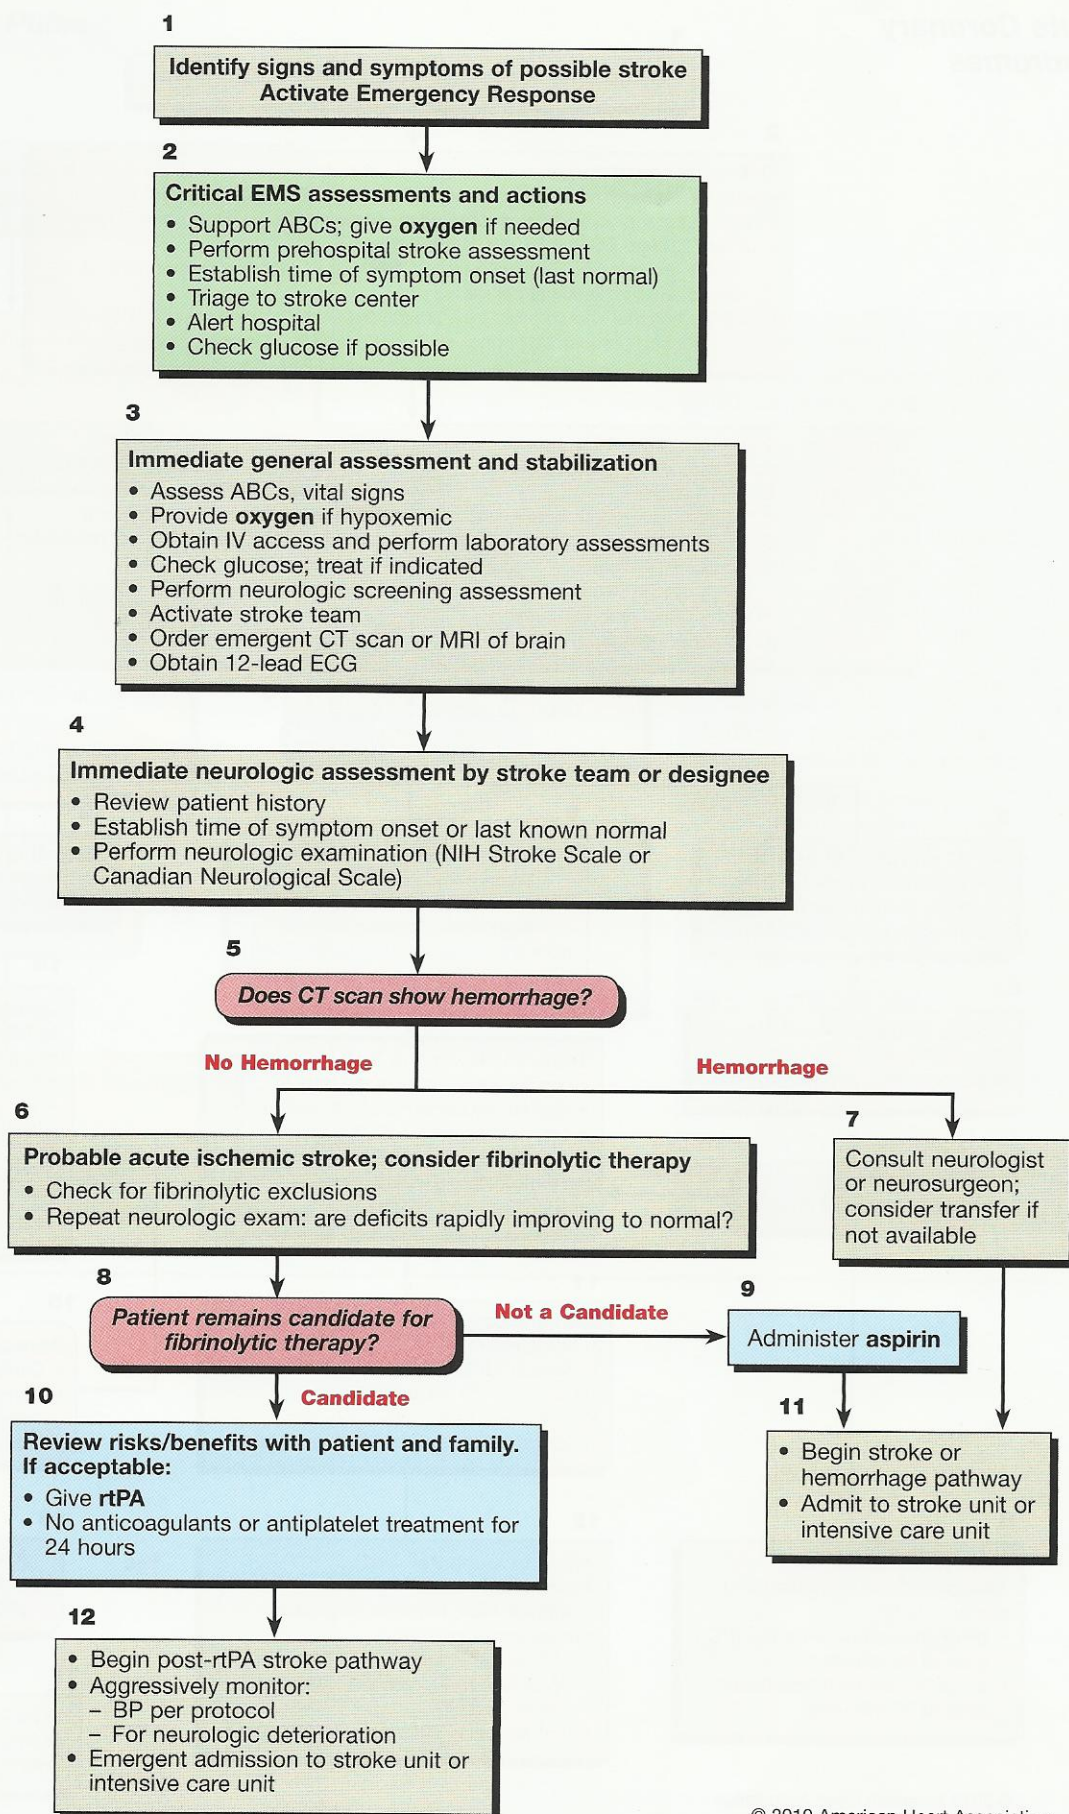 1
Identify signs and symptoms of possible stroke
Activate Emergency Response
2
Critical EMS assessments and actions
• Support ABCs; give oxygen if needed
• Perform prehospital stroke assessment
• Establish time of symptom onset (last normal)
• Triage to stroke center
• Alert hospital
• Check glucose if possible
3
Immediate general assessment and stabilization
• Assess ABCs, vital signs
• Provide oxygen if hypoxemic
• Obtain IV access and perform laboratory assessments
• Check glucose; treat if indicated
• Perform neurologic screening assessment
• Activate stroke team
• Order emergent CT scan or MRI of brain
• Obtain 12-lead ECG
4
Immediate neurologic assessment by stroke team or designee
• Review patient history
• Establish time of symptom onset or last known normal
• Perform neurologic examination (NIH Stroke Scale or
Canadian Neurological Scale)
5
Does CT scan show hemorrhage?
No Hemorrhage
Hemorrhage
6
Probable acute ischemic stroke; consider fibrinolytic therapy
• Check for fibrinolytic exclusions
• Repeat neurologic exam: are deficits rapidly improving to normal?
7
Consult neurologist
or neurosurgeon;
consider transfer if
not available
8
Patient remains candidate for
fibrinolytic therapy?
Not a Candidate
9
Administer aspirin
Candidate
10
Review risks/benefits with patient and family.
If acceptable:
• Give rtPA
• No anticoagulants or antiplatelet treatment for
24 hours
11
• Begin stroke or
hemorrhage pathway
• Admit to stroke unit or
intensive care unit
12
• Begin post-rtPA stroke pathway
• Aggressively monitor:
– BP per protocol
– For neurologic deterioration
• Emergent admission to stroke unit or
intensive care unit
© 2010 American Heart Association